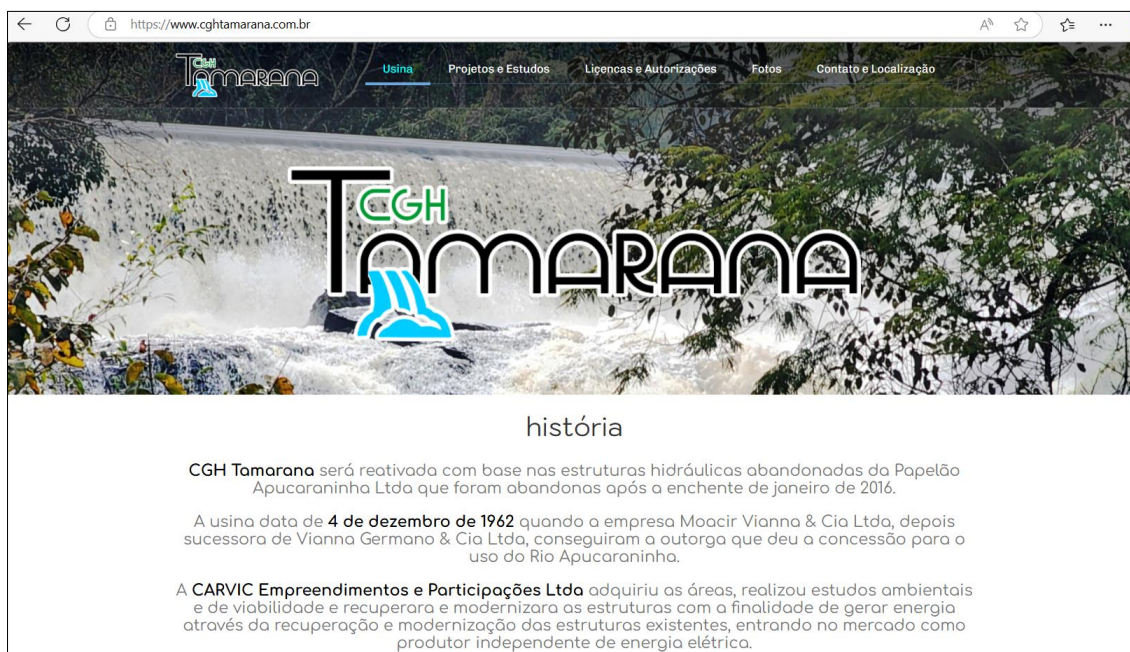 https://www.cghtamarana.com.br
CGH
TAMARANA
Usina
Projetos e Estudos
Liçencas e Autorizações
Fotos
Contato e Localização
CGH
TAMARANA
história
CGH Tamarana será reativada com base nas estruturas hidráulicas abandonadas da Papelão
Apucaraninha Ltda que foram abandonas após a enchente de janeiro de 2016.
A usina data de 4 de dezembro de 1962 quando a empresa Moacir Vianna & Cia Ltda, depois
sucessora de Vianna Germano & Cia Ltda, conseguiram a outorga que deu a concessão para o
uso do Rio Apucaraninha.
A CARVIC Empreendimentos e Participações Ltda adquiriu as áreas, realizou estudos ambientais
e de viabilidade e recuperara e modernizara as estruturas com a finalidade de gerar energia
através da recuperação e modernização das estruturas existentes, entrando no mercado como
produtor independente de energia elétrica.